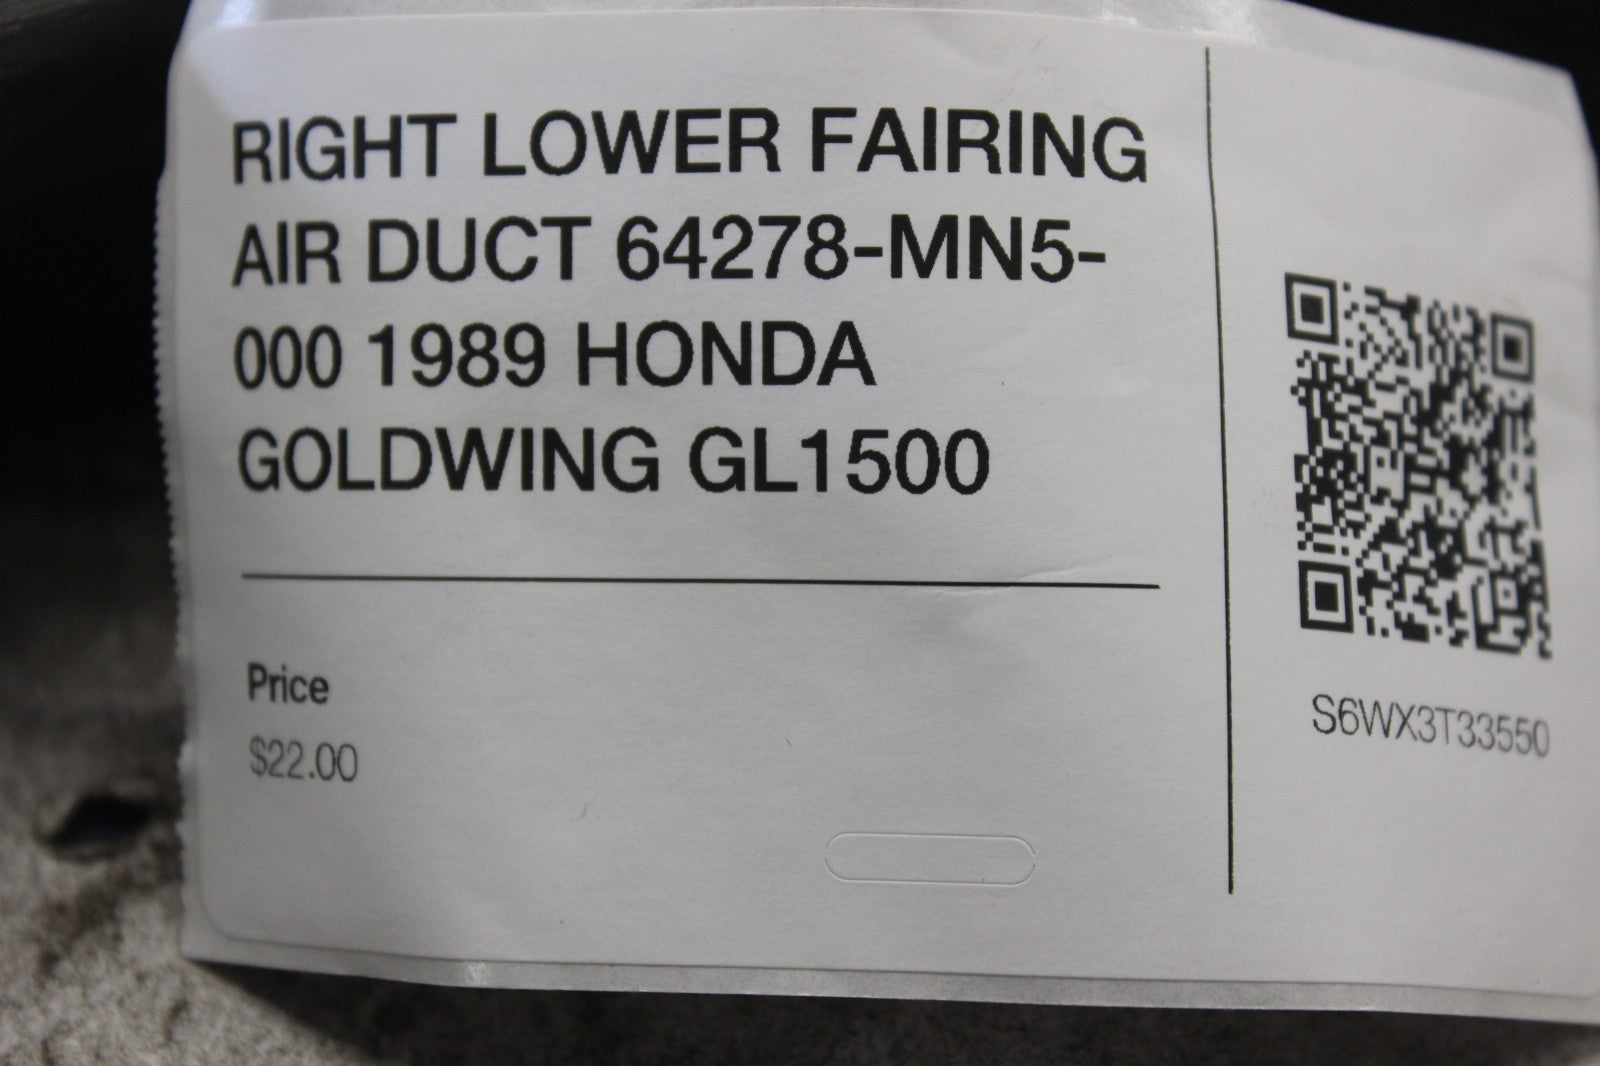 RIGHT LOWER FAIRING
AIR DUCT 64278-MN5-
000 1989 HONDA
GOLDWING GL1500
Price
$22.00
S6WX3T33550